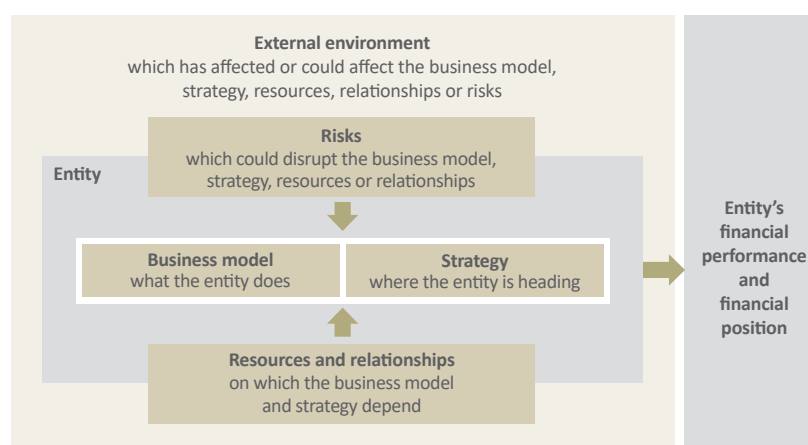 External environment
which has affected or could affect the business model,
strategy, resources, relationships or risks
Risks
which could disrupt the business model,
strategy, resources or relationships
Entity
Business model
what the entity does
Strategy
where the entity is heading
Resources and relationships
on which the business model
and strategy depend
Entity’s
financial
performance
and
financial
position